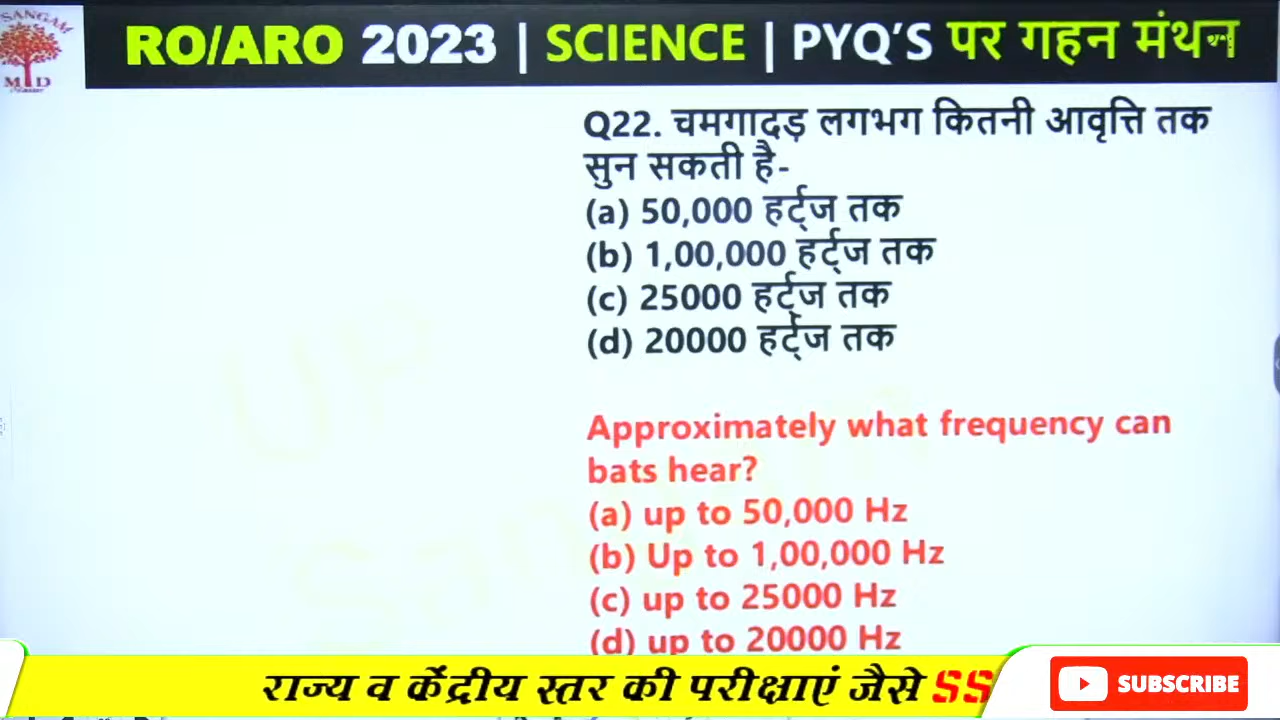 SANGAM
RO/ARO 2023 | SCIENCE | PYQ'S पर गहन मंथन
Q22. चमगादड़ लगभग कितनी आवृत्ति तक
सुन सकती है-
(a) 50,000 हर्ट्ज तक
(b) 1,00,000 हर्ट्ज तक
(c) 25000 हर्ट्ज तक
(d) 20000 हर्ट्ज तक
Approximately what frequency can
bats hear?
(a) up to 50,000 Hz
(b) Up to 1,00,000 Hz
(c) up to 25000 Hz
(d) up to 20000 Hz
राज्य व केंद्रीय स्तर की परीक्षाएं जैसे SS
SUBSCRIBE